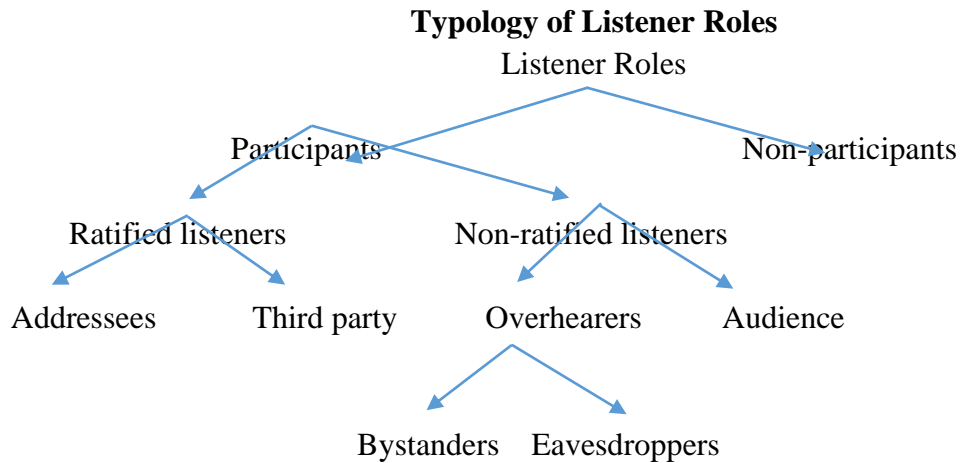 Typology of Listener Roles
Listener Roles
Participants Non-participants
Ratified listeners Non-ratified listeners
Addressees Third party Overhearers Audience
Bystanders Eavesdroppers